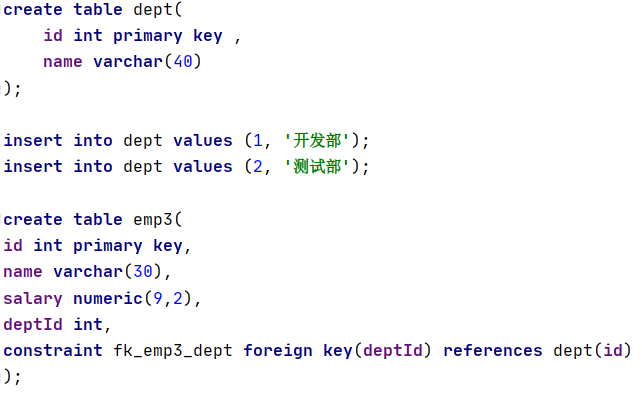 create table dept(
id int primary key ,
name varchar(40)
);
insert into dept values (1, '开发部');
insert into dept values (2, '测试部');
create table emp3(
id int primary key,
name varchar(30),
salary numeric(9,2),
deptId int,
constraint fk_emp3_dept foreign key(deptId) references dept(id)
);